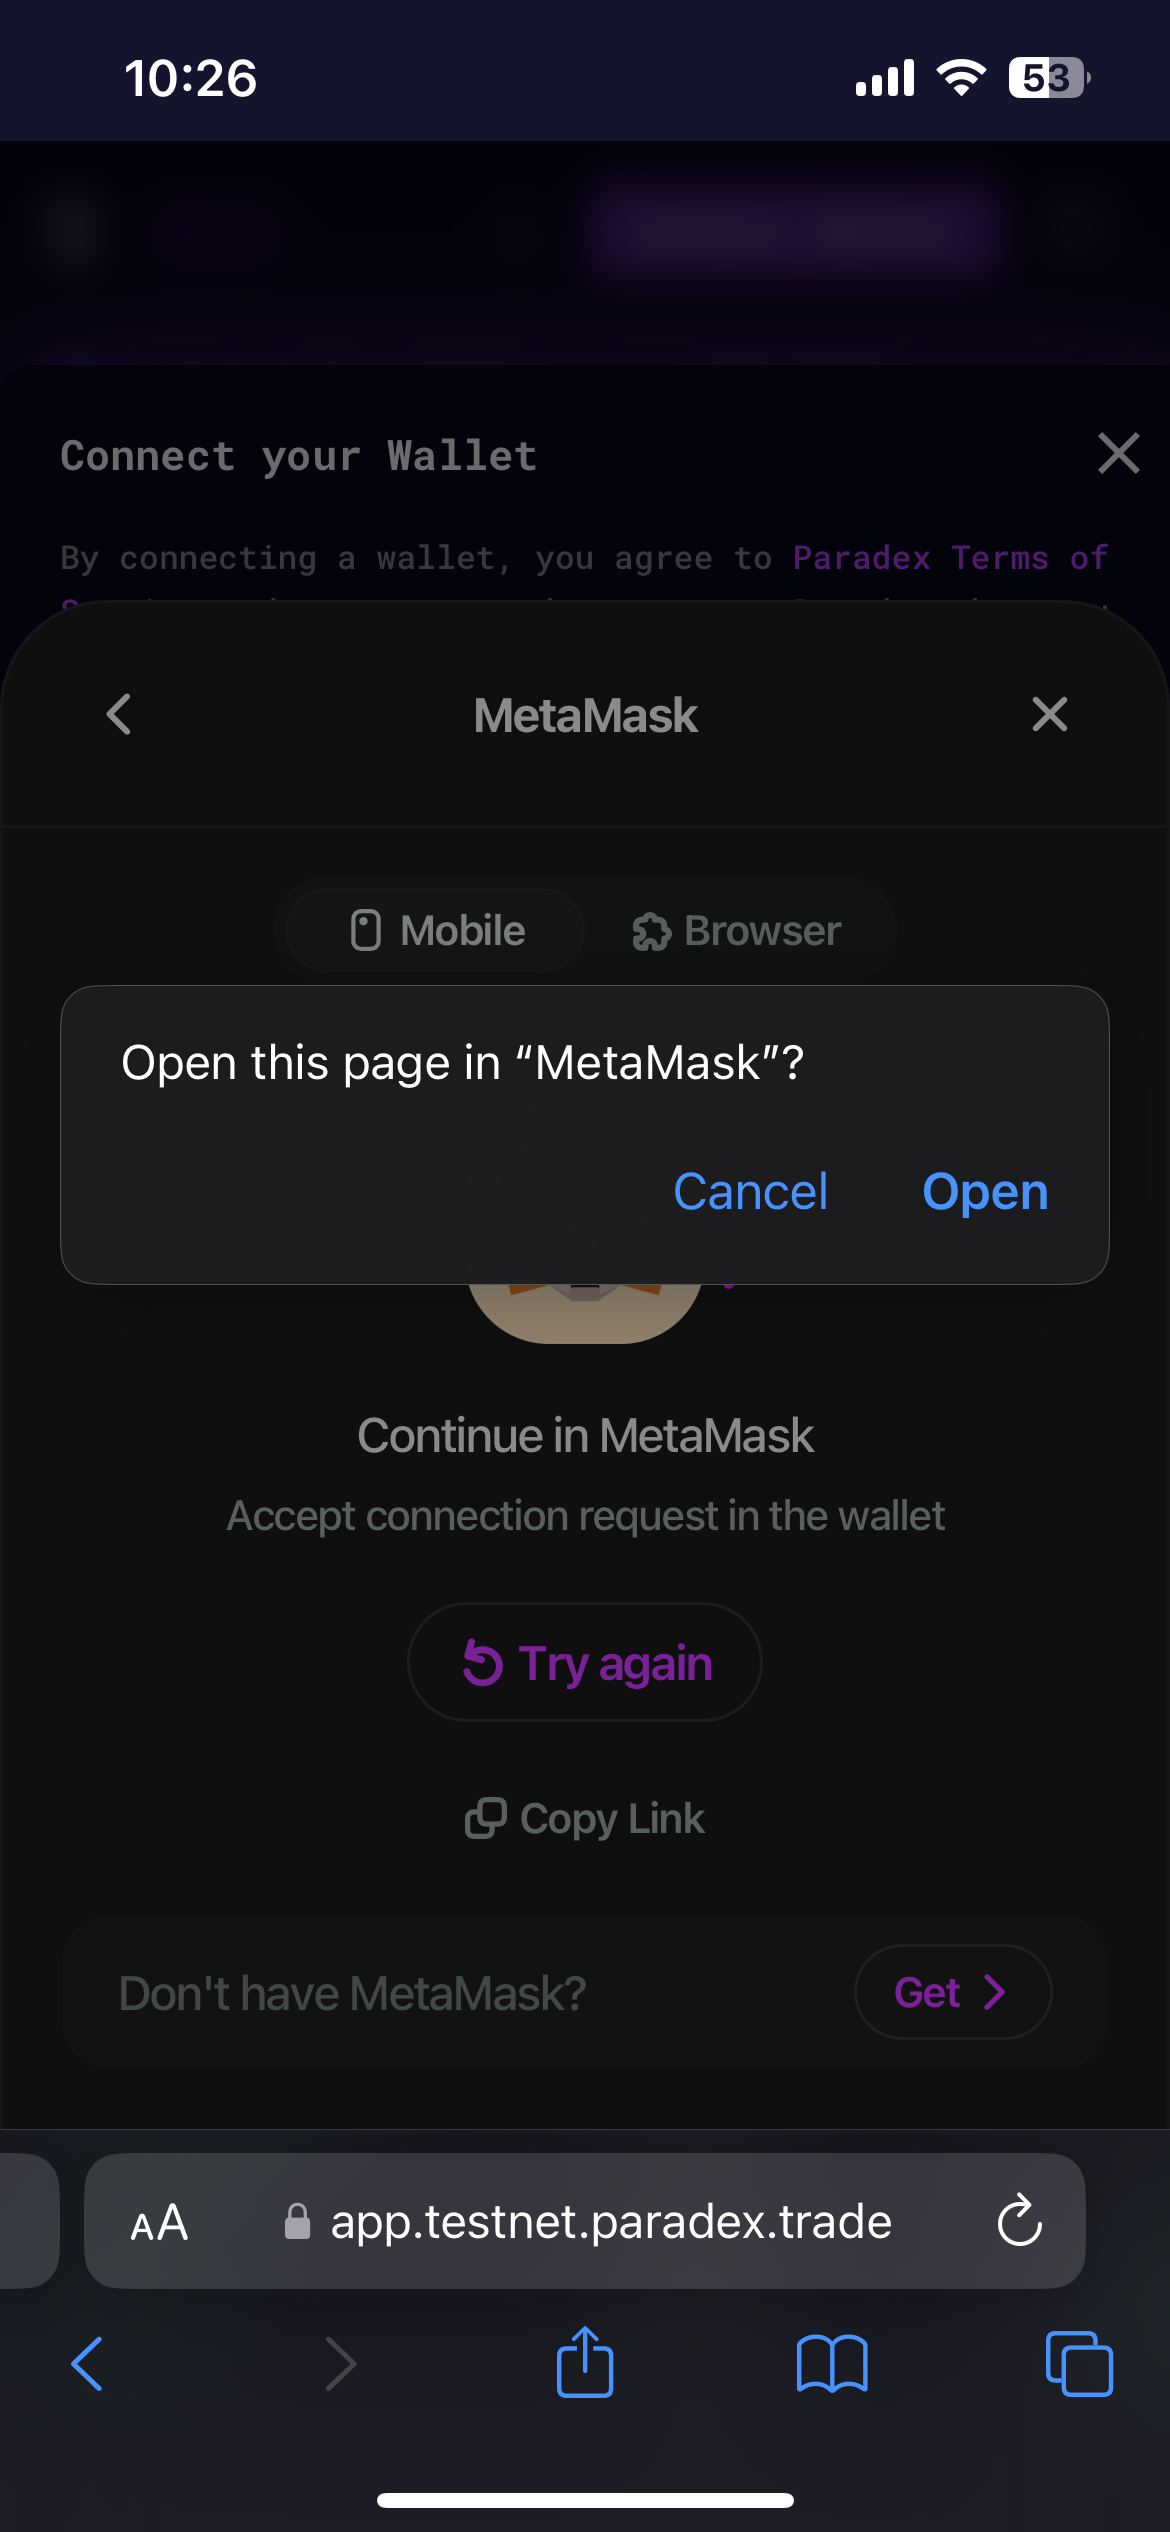 10:26
53
Connect your Wallet
By connecting a wallet, you agree to Paradex Terms of
MetaMask
Mobile
Browser
Open this page in “MetaMask”?
Cancel
Open
Continue in MetaMask
Accept connection request in the wallet
Try again
Copy Link
Don't have MetaMask?
Get
AA
app.testnet.paradex.trade